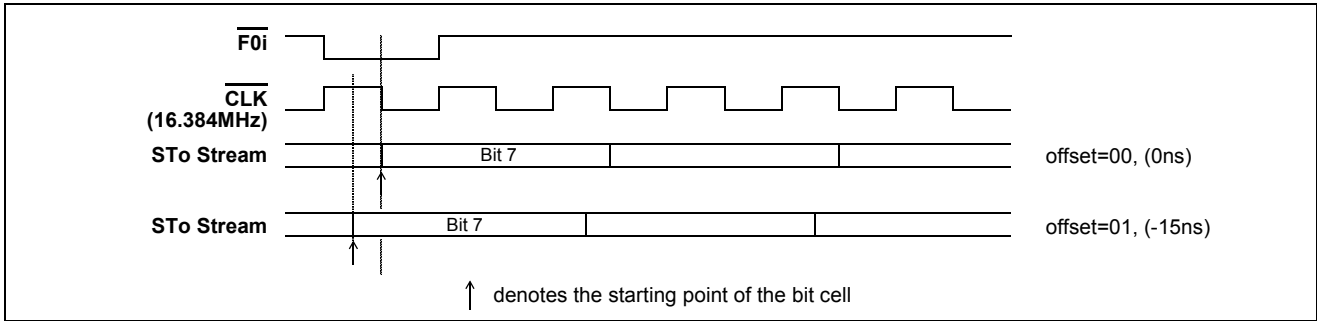 F0i
CLK
(16.384MHz)
STo Stream Bit 7 offset=00, (0ns)
STo Stream Bit 7 offset=01, (-15ns)
denotes the starting point of the bit cell